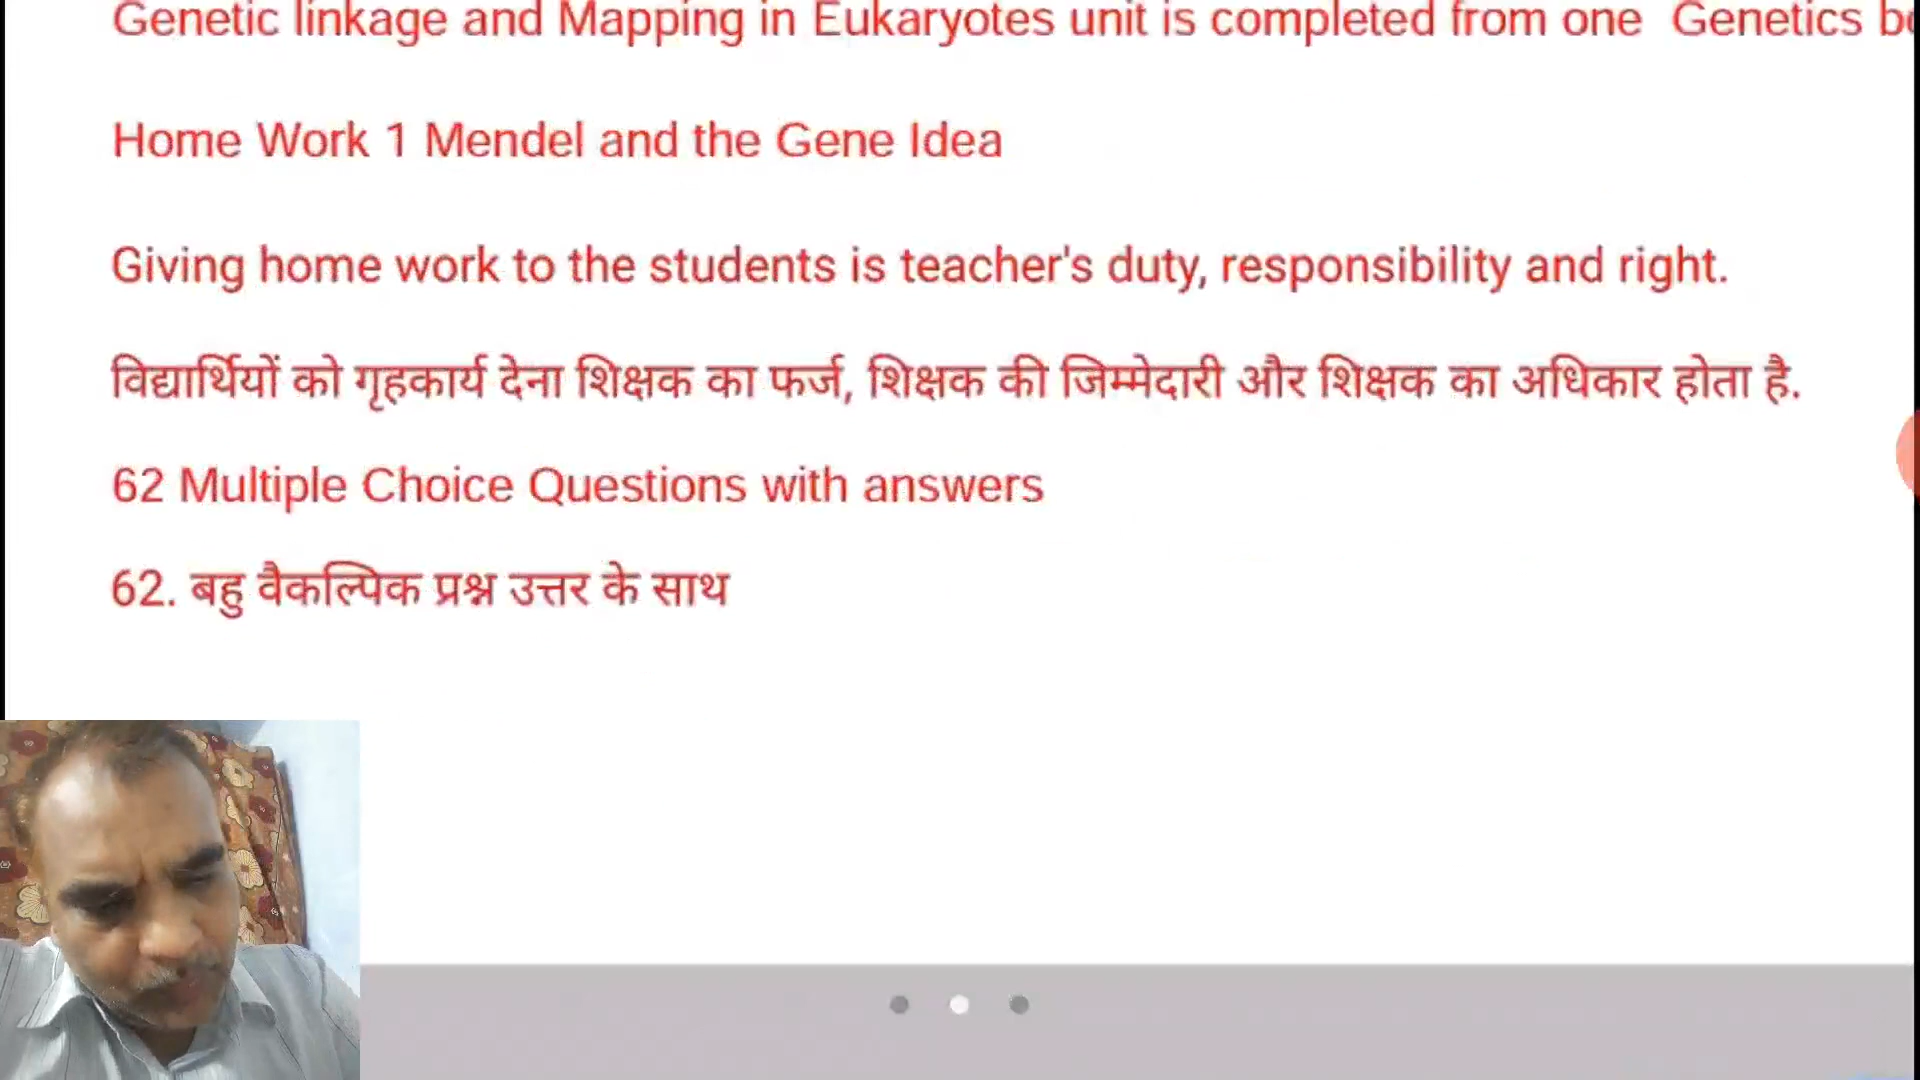 Genetic linkage and Mapping in Eukaryotes unit is completed from one Genetics
Home Work 1 Mendel and the Gene Idea
Giving home work to the students is teacher's duty, responsibility and right.
विद्यार्थियों को गृहकार्य देना शिक्षक का फर्ज, शिक्षक की जिम्मेदारी और शिक्षक का अधिकार होता है.
62 Multiple Choice Questions with answers
62. बहु वैकल्पिक प्रश्न उत्तर के साथ